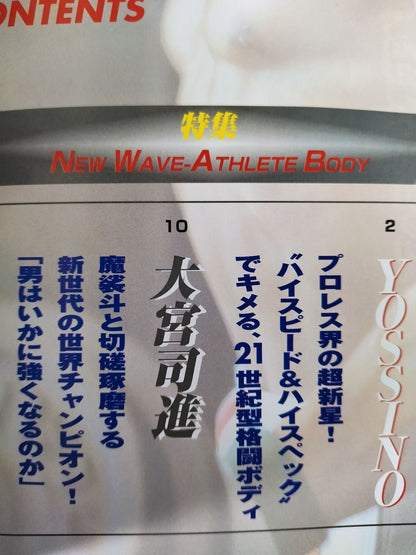 ONTENTS
特集
NEW WAVE-ATHLETE BODY
2
YOSSINO
プロレス界の超新星!
“ハイスピード&ハイスペック”
でキメる、21世紀型格闘ボディ
10
大宮司進
魔裟斗と切磋琢磨する
新世代の世界チャンピオン!
「男はいかに強くなるのか」